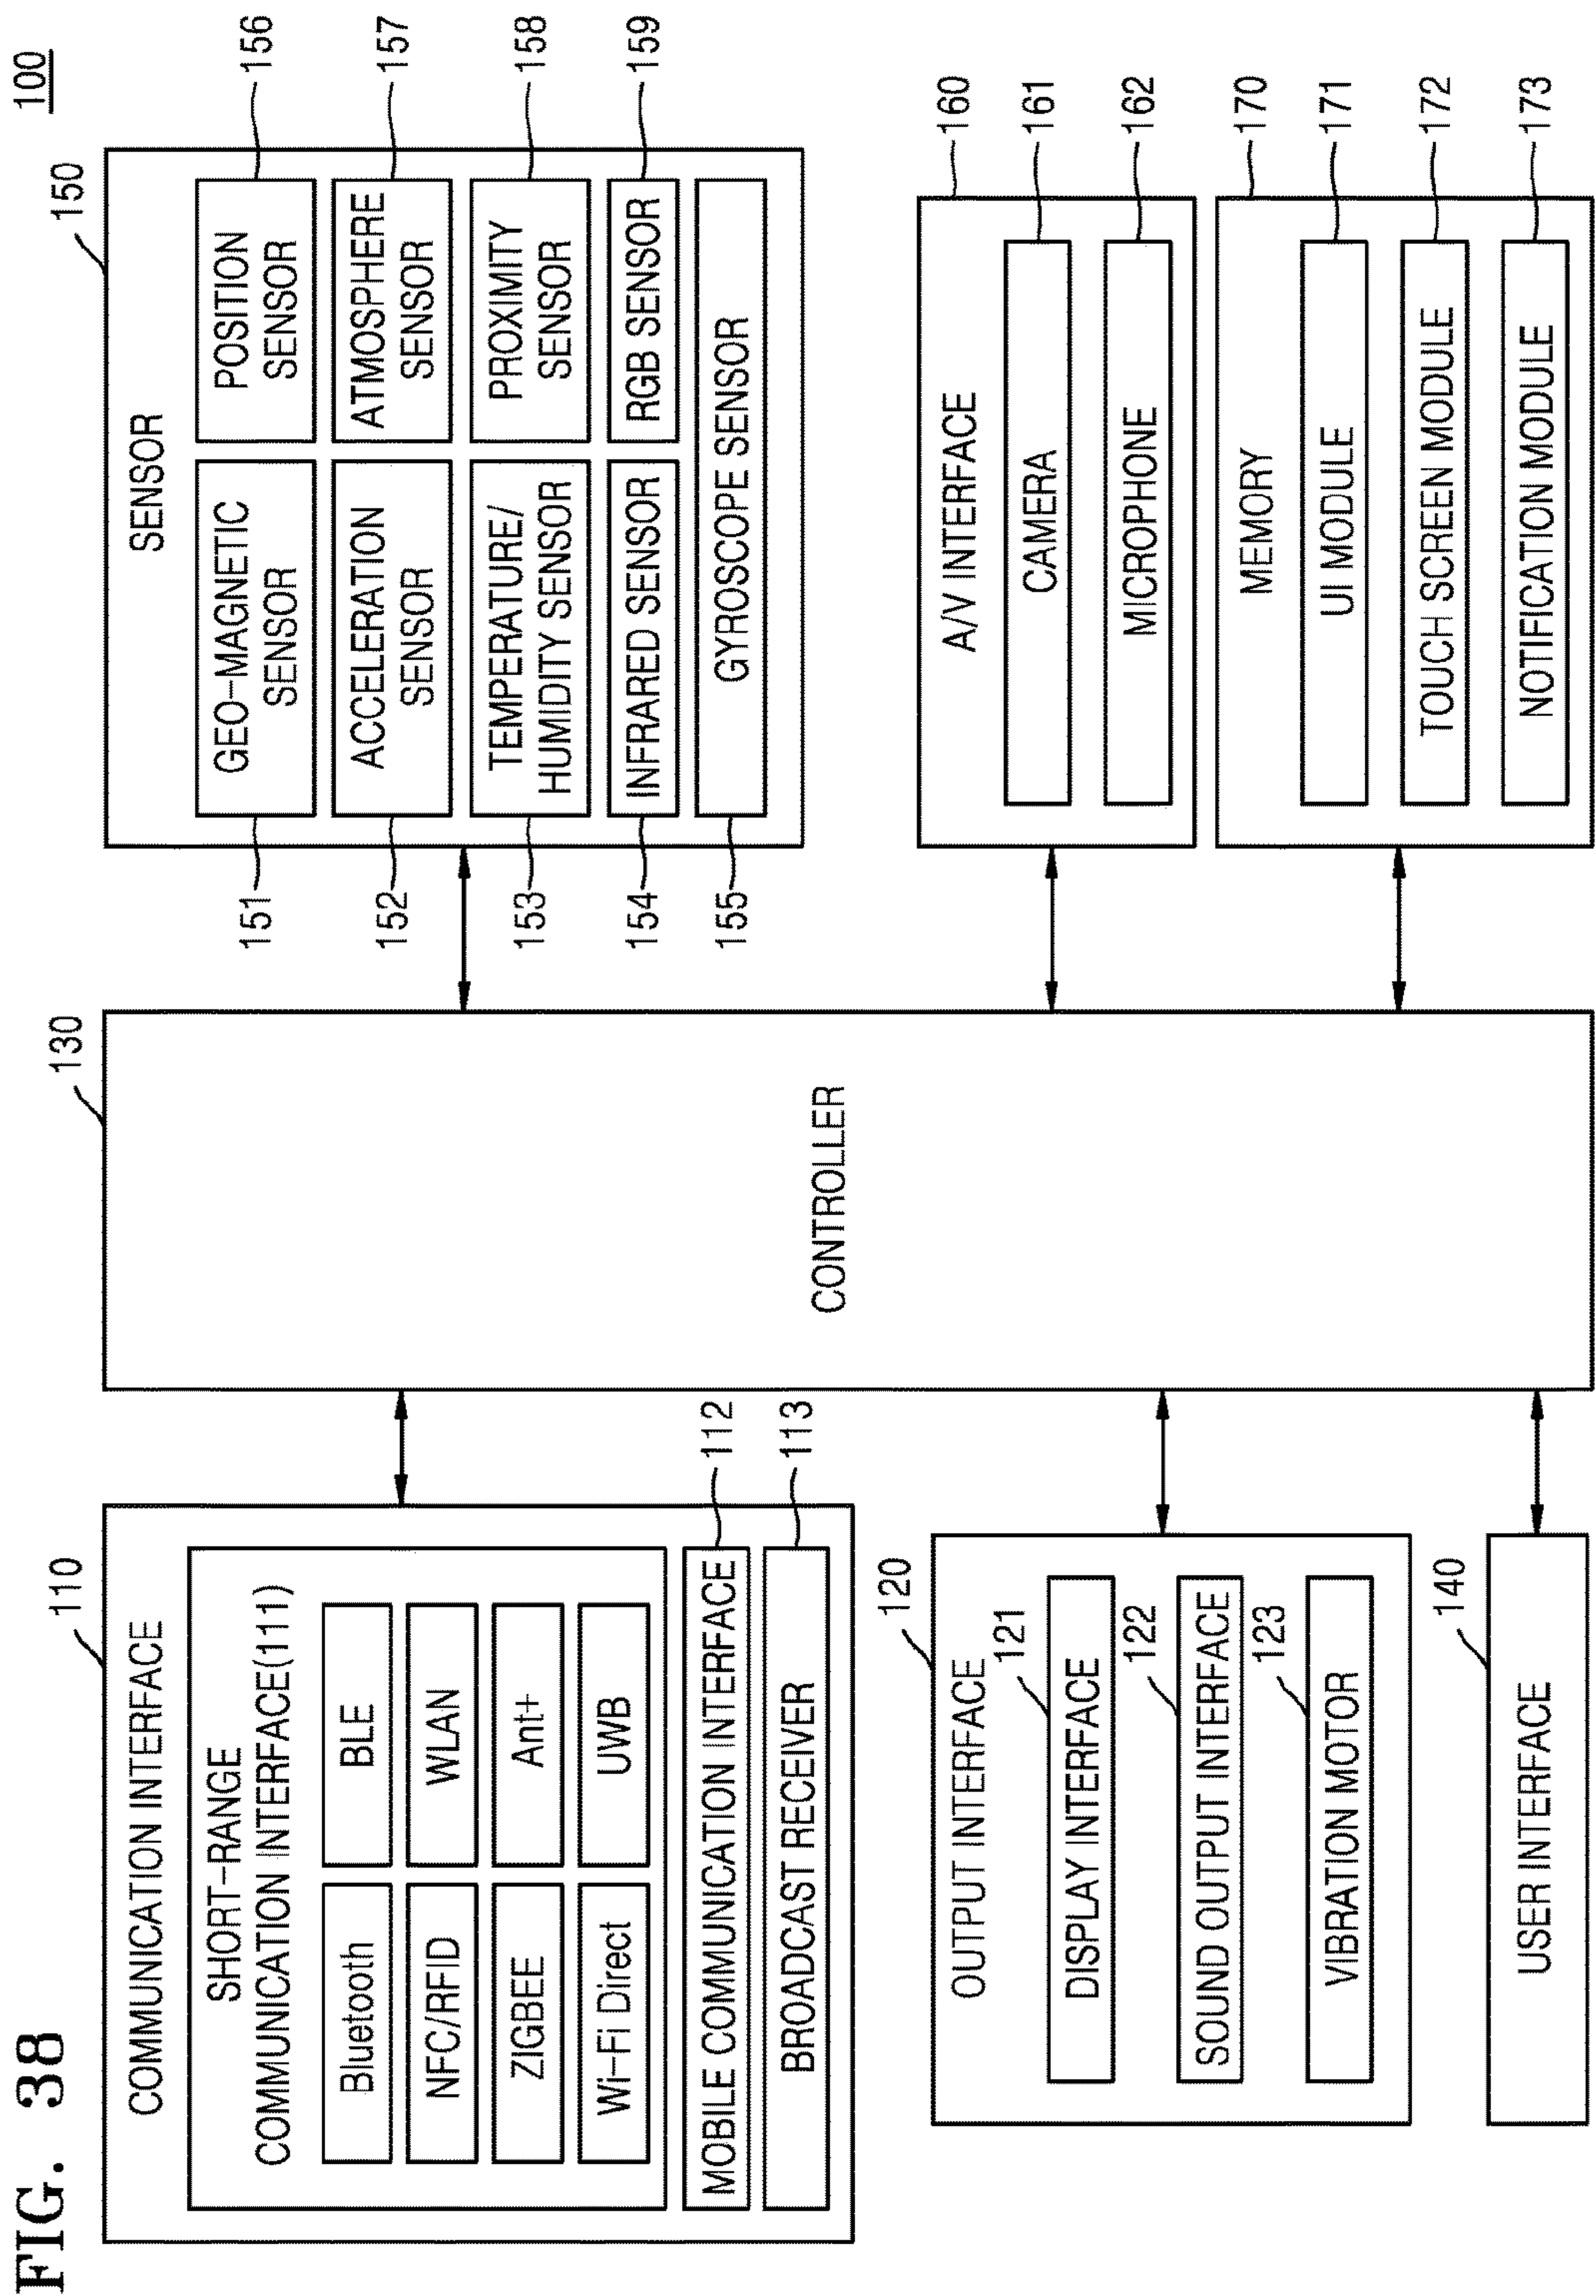 FIG. 38
100
110
COMMUNICATION INTERFACE
SHORT-RANGE
COMMUNICATION INTERFACE(111)
Bluetooth
BLE
NFC/RFID
WLAN
ZIGBEE
Ant+
Wi-Fi Direct
UWB
MOBILE COMMUNICATION INTERFACE
112
BROADCAST RECEIVER
113
120
OUTPUT INTERFACE
121
DISPLAY INTERFACE
122
SOUND OUTPUT INTERFACE
123
VIBRATION MOTOR
140
USER INTERFACE
130
CONTROLLER
150
SENSOR
151
GEO-MAGNETIC
SENSOR
POSITION
SENSOR
156
152
ACCELERATION
SENSOR
ATMOSPHERE
SENSOR
157
153
TEMPERATURE/
HUMIDITY SENSOR
PROXIMITY
SENSOR
158
154
INFRARED SENSOR
RGB SENSOR
159
155
GYROSCOPE SENSOR
A/V INTERFACE
160
CAMERA
161
MICROPHONE
162
MEMORY
170
UI MODULE
171
TOUCH SCREEN MODULE
172
NOTIFICATION MODULE
173